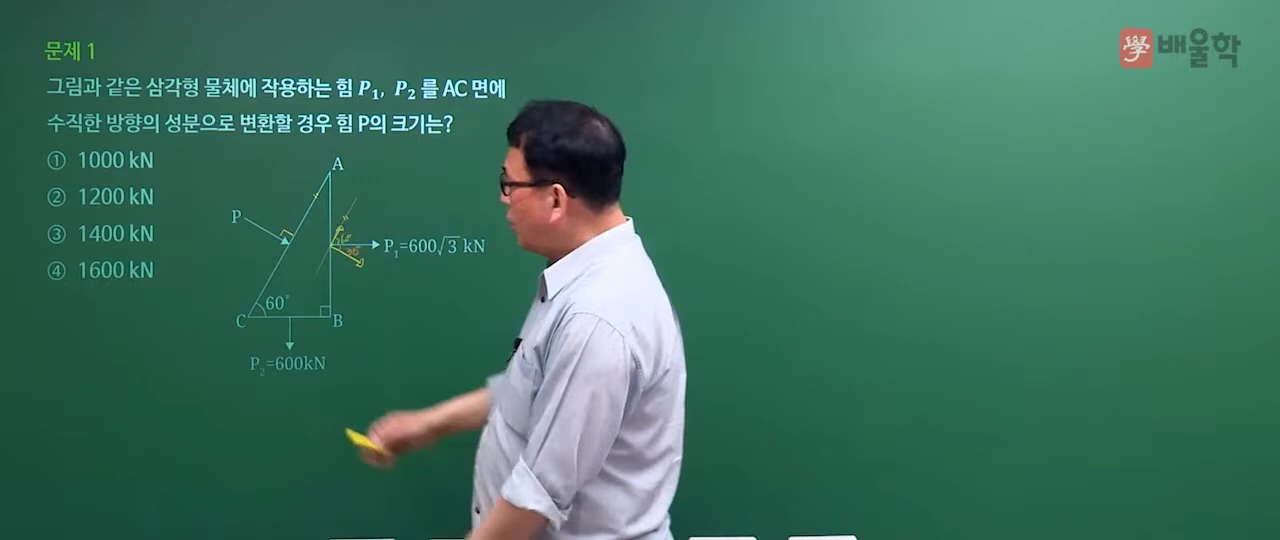 學 배울학
문제 1
그림과 같은 삼각형 물체에 작용하는 힘 P₁, P₂ 를 AC 면에
수직한 방향의 성분으로 변환할 경우 힘 P의 크기는?
① 1000 kN
② 1200 kN
③ 1400 kN
④ 1600 kN
A
P
P₁=600√3 kN
60°
C
B
P₂=600kN